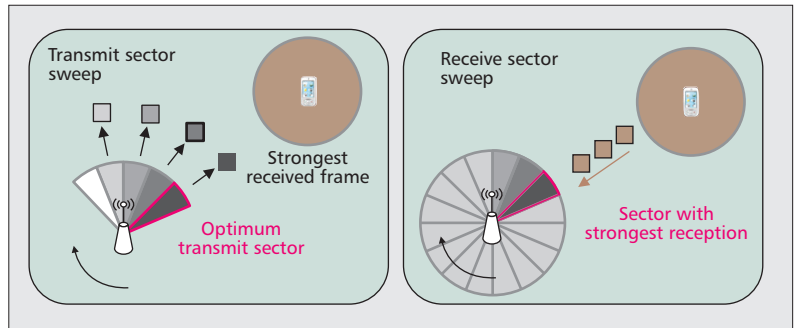 Transmit sector
sweep
Strongest
received frame
Optimum
transmit sector
Receive sector
sweep
Sector with
strongest reception